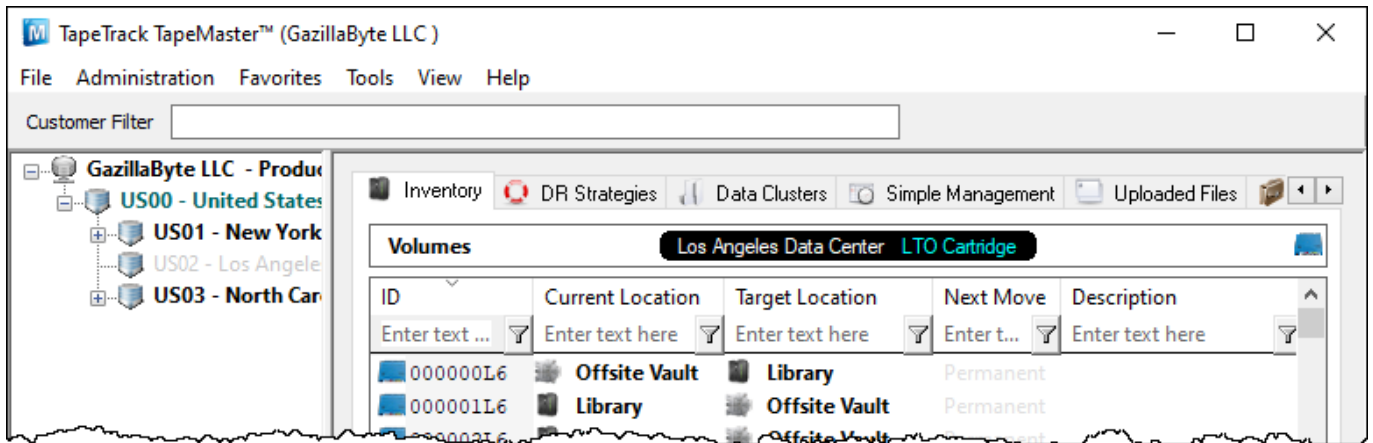 TapeTrack TapeMaster™ (GazillaByte LLC )
File Administration Favorites Tools View Help
Customer Filter
GazillaByte LLC - Produc
US00 - United States
US01 - New York
US02 - Los Angele
US03 - North Car
Inventory DR Strategies Data Clusters Simple Management Uploaded Files
Volumes Los Angeles Data Center LTO Cartridge
ID Current Location Target Location Next Move Description
Enter text ... Enter text here Enter text here Enter t... Enter text here
000000L6 Offsite Vault Library Permanent
000001L6 Library Offsite Vault Permanent
Offsite Vault